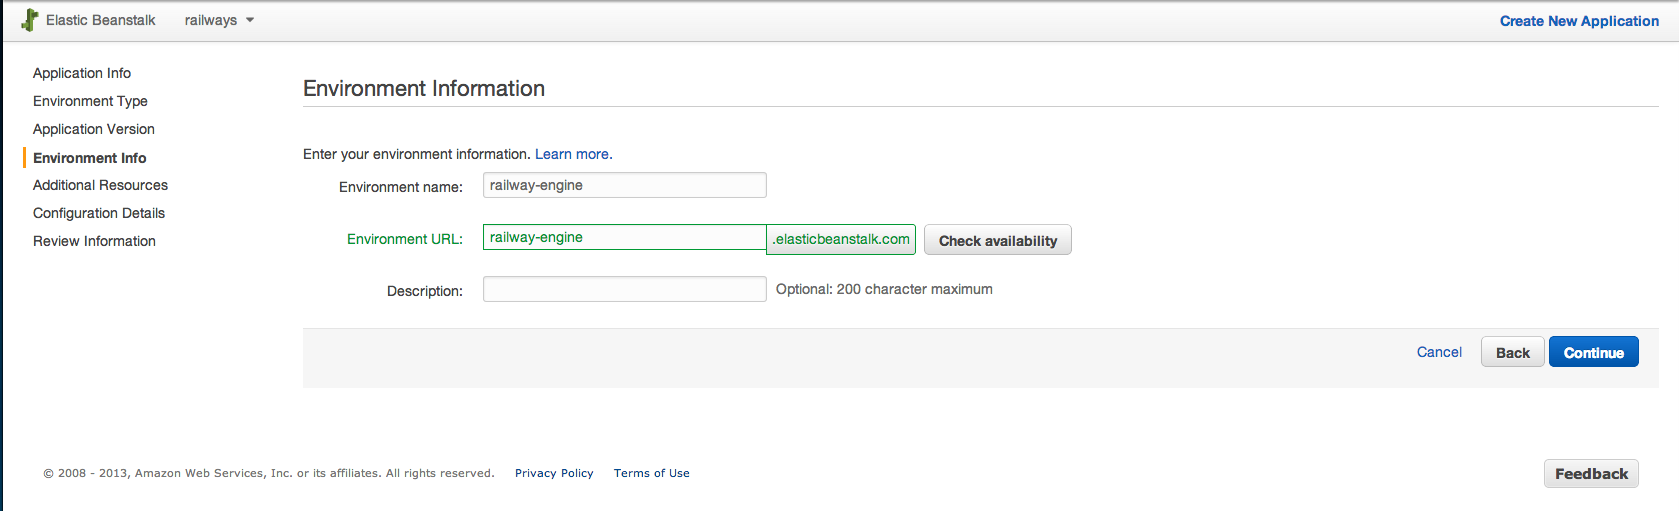 Elastic Beanstalk railways Create New Application
Application Info
Environment Type
Application Version
Environment Info
Additional Resources
Configuration Details
Review Information
Environment Information
Enter your environment information. Learn more.
Environment name: railway-engine
Environment URL: railway-engine .elasticbeanstalk.com Check availability
Description: Optional: 200 character maximum
Cancel Back Continue
© 2008 - 2013, Amazon Web Services, Inc. or its affiliates. All rights reserved. Privacy Policy Terms of Use Feedback